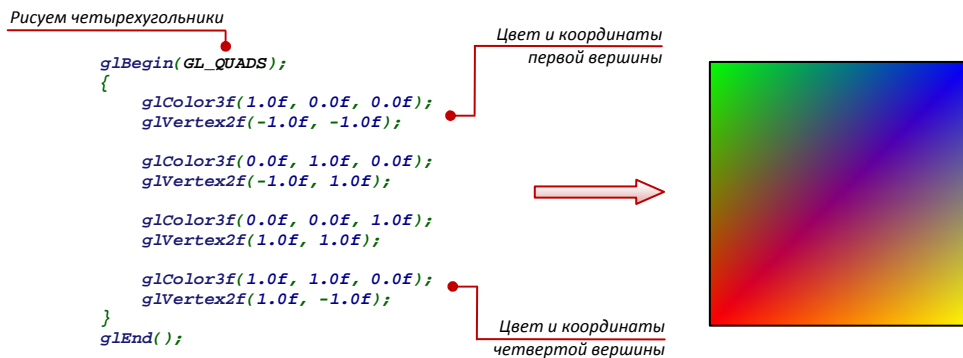 Рисуем четырехугольники
Цвет и координаты
первой вершины
glBegin(GL_QUADS);
{
glColor3f(1.0f, 0.0f, 0.0f);
glVertex2f(-1.0f, -1.0f);
glColor3f(0.0f, 1.0f, 0.0f);
glVertex2f(-1.0f, 1.0f);
glColor3f(0.0f, 0.0f, 1.0f);
glVertex2f(1.0f, 1.0f);
glColor3f(1.0f, 1.0f, 0.0f);
glVertex2f(1.0f, -1.0f);
}
glEnd();
Цвет и координаты
четвертой вершины